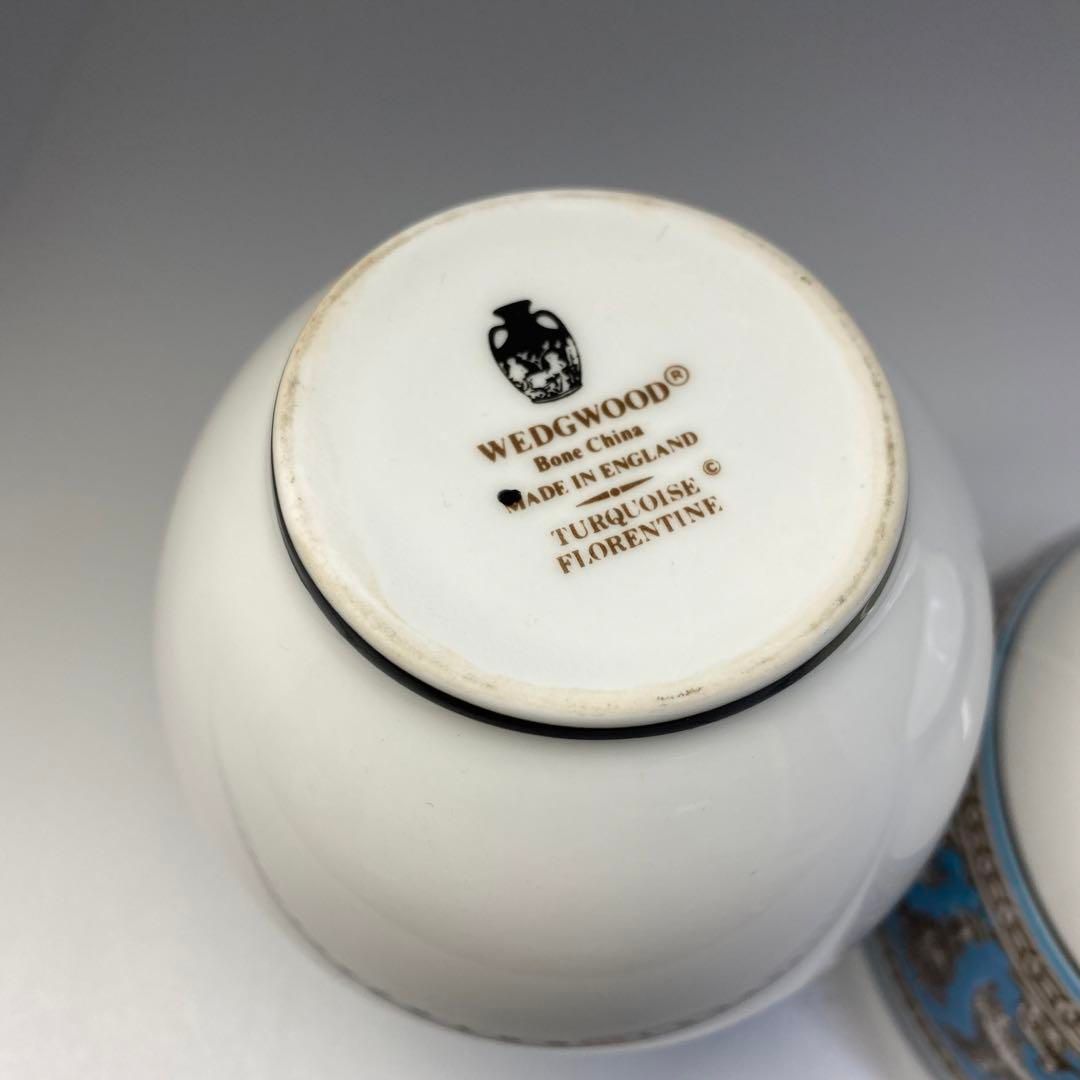 WEDGWOOD®
Bone China
MADE IN ENGLAND
TURQUOISE ©
FLORENTINE